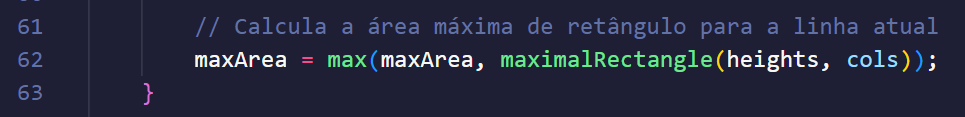 61 // Calcula a área máxima de retângulo para a linha atual
62 maxArea = max(maxArea, maximalRectangle(heights, cols));
63 }